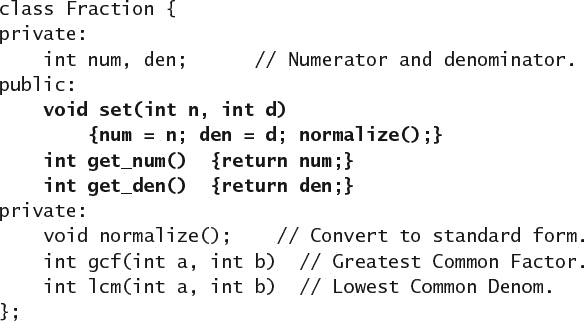 class Fraction {
private:
    int num, den;      // Numerator and denominator.
public:
    void set(int n, int d)
        {num = n; den = d; normalize();}
    int get_num()  {return num;}
    int get_den()  {return den;}
private:
    void normalize();    // Convert to standard form.
    int gcf(int a, int b)  // Greatest Common Factor.
    int lcm(int a, int b)  // Lowest Common Denom.
};